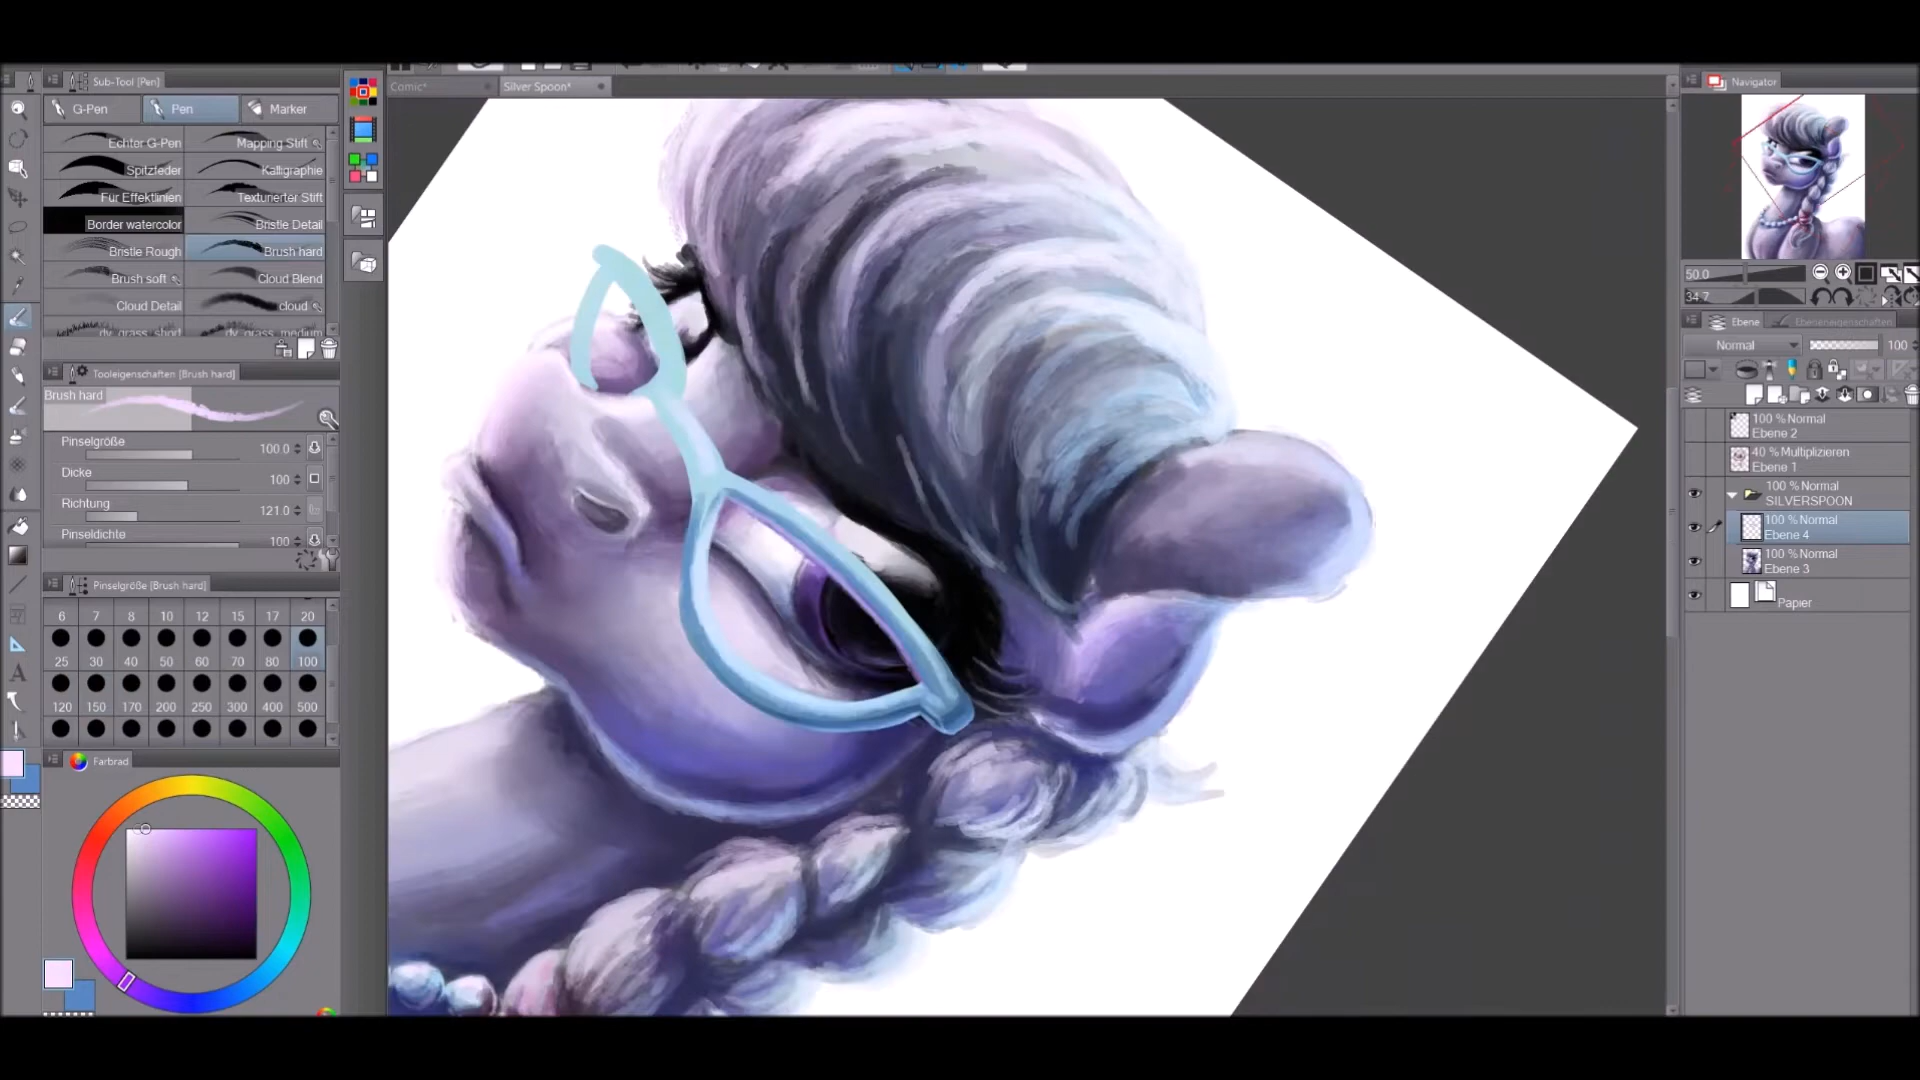 Sub-Tool [Pen]
G-Pen
Pen
Marker
Echter G-Pen
Mapping Stift
Spitzfeder
Kalligraphie
Für Effektlinien
Texturierter Stift
Border watercolor
Bristle Detail
Bristle Rough
Brush hard
Brush soft
Cloud Blend
Cloud Detail
cloud
dv_grass_short
dv_grass_medium
Tooleigenschaften [Brush hard]
Brush hard
Pinselgröße
100.0
Dicke
100
Richtung
121.0
Pinseldichte
100
Pinselgröße [Brush hard]
6 7 8 10 12 15 17 20
25 30 40 50 60 70 80 100
120 150 170 200 250 300 400 500
Farbrad
Comic*
Silver Spoon*
Navigator
50.0
34.7
Ebene
Ebeneneigenschaften
Normal
100
100 % Normal
Ebene 2
40 % Multiplizieren
Ebene 1
100 % Normal
SILVERSPOON
100 % Normal
Ebene 4
100 % Normal
Ebene 3
Papier